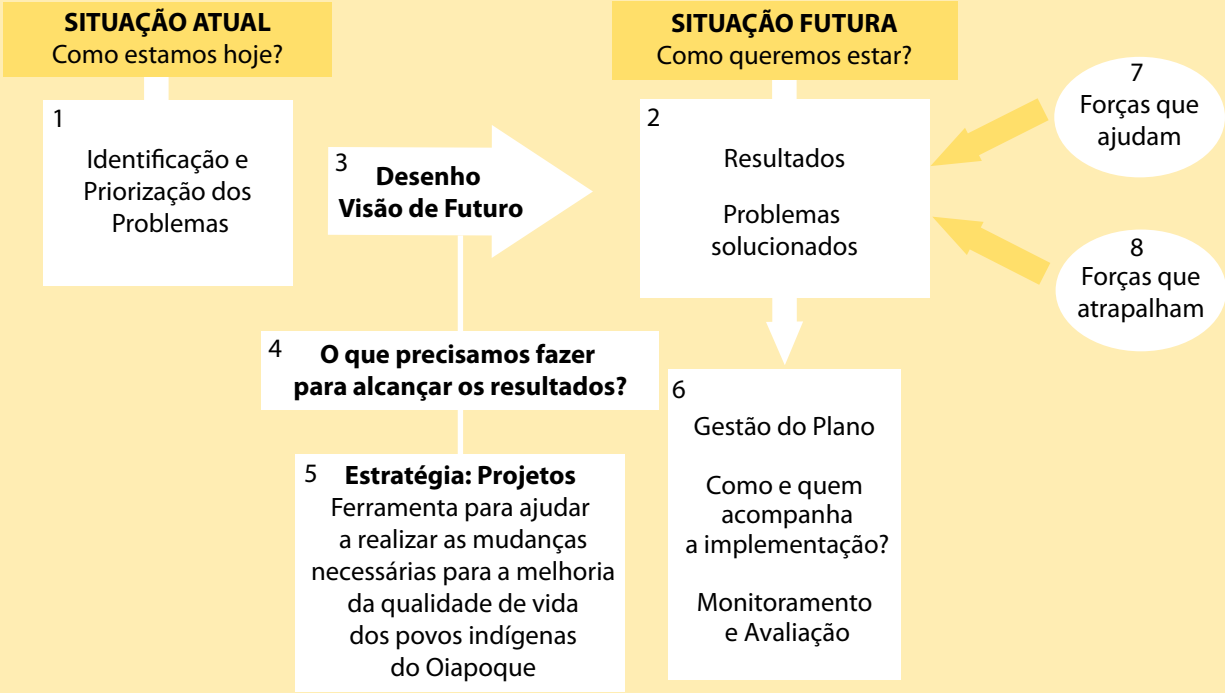 SITUAÇÃO ATUAL
Como estamos hoje?
1
Identificação e
Priorização dos
Problemas
3
Desenho
Visão de Futuro
SITUAÇÃO FUTURA
Como queremos estar?
2
Resultados
Problemas
solucionados
7
Forças que
ajudam
8
Forças que
atrapalham
4
O que precisamos fazer
para alcançar os resultados?
5
Estratégia: Projetos
Ferramenta para ajudar
a realizar as mudanças
necessárias para a melhoria
da qualidade de vida
dos povos indígenas
do Oiapoque
6
Gestão do Plano
Como e quem
acompanha
a implementação?
Monitoramento
e Avaliação